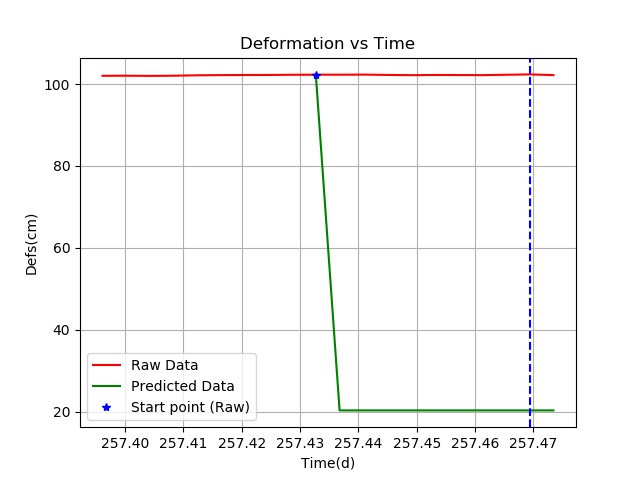 Deformation vs Time
Defs(cm)
100
80
60
40
20
Raw Data
Predicted Data
Start point (Raw)
257.40 257.41 257.42 257.43 257.44 257.45 257.46 257.47
Time(d)